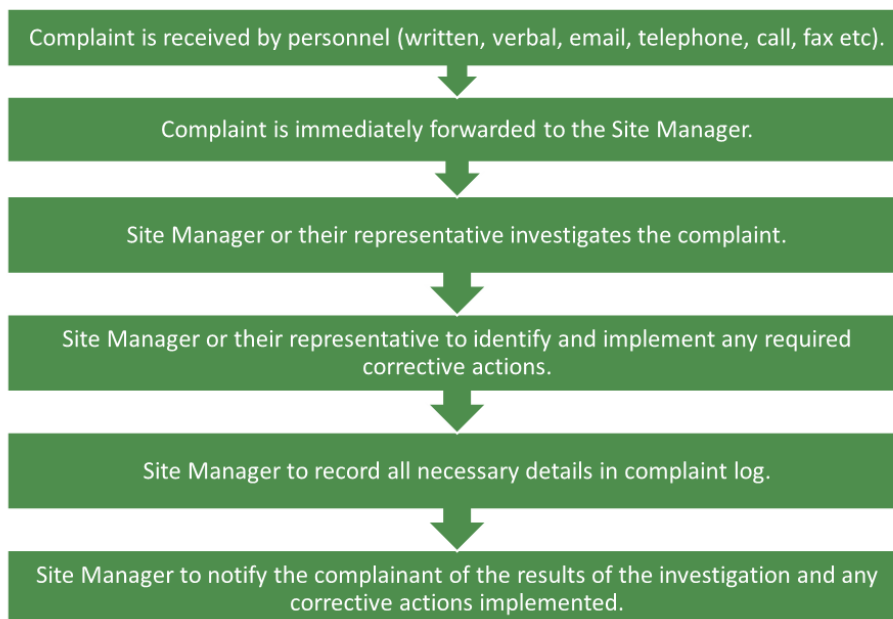 Complaint is received by personnel (written, verbal, email, telephone, call, fax etc).
Complaint is immediately forwarded to the Site Manager.
Site Manager or their representative investigates the complaint.
Site Manager or their representative to identify and implement any required
corrective actions.
Site Manager to record all necessary details in complaint log.
Site Manager to notify the complainant of the results of the investigation and any
corrective actions implemented.